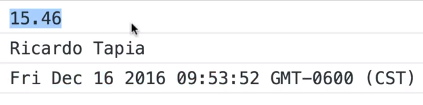 15.46
Ricardo Tapia
Fri Dec 16 2016 09:53:52 GMT-0600 (CST)